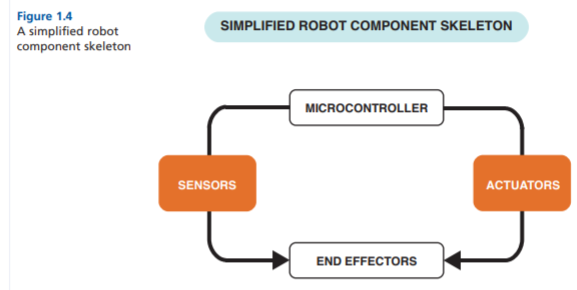 Figure 1.4
A simplified robot
component skeleton
SIMPLIFIED ROBOT COMPONENT SKELETON
MICROCONTROLLER
SENSORS
ACTUATORS
END EFFECTORS